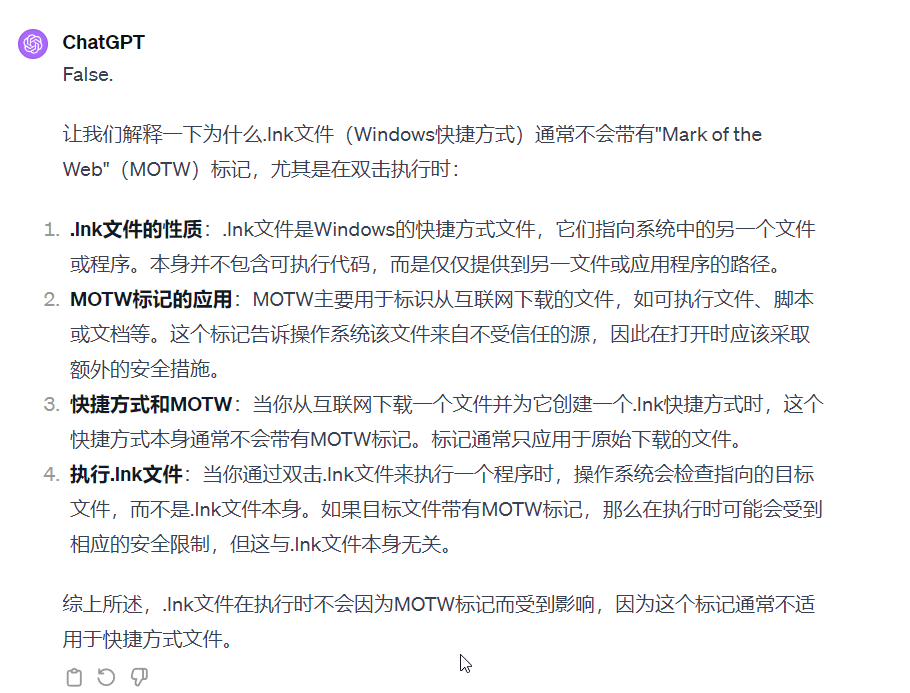 ChatGPT
False.
让我们解释一下为什么.lnk文件（Windows快捷方式）通常不会带有"Mark of the
Web"（MOTW）标记，尤其是在双击执行时：
1. .lnk文件的性质：.lnk文件是Windows的快捷方式文件，它们指向系统中的另一个文件
或程序。本身并不包含可执行代码，而是仅仅提供到另一文件或应用程序的路径。
2. MOTW标记的应用：MOTW主要用于标识从互联网下载的文件，如可执行文件、脚本
或文档等。这个标记告诉操作系统该文件来自不受信任的源，因此在打开时应该采取
额外的安全措施。
3. 快捷方式和MOTW：当你从互联网下载一个文件并为它创建一个.lnk快捷方式时，这个
快捷方式本身通常不会带有MOTW标记。标记通常只应用于原始下载的文件。
4. 执行.lnk文件：当你通过双击.lnk文件来执行一个程序时，操作系统会检查指向的目标
文件，而不是.lnk文件本身。如果目标文件带有MOTW标记，那么在执行时可能会受到
相应的安全限制，但这与.lnk文件本身无关。
综上所述，.lnk文件在执行时不会因为MOTW标记而受到影响，因为这个标记通常不适
用于快捷方式文件。